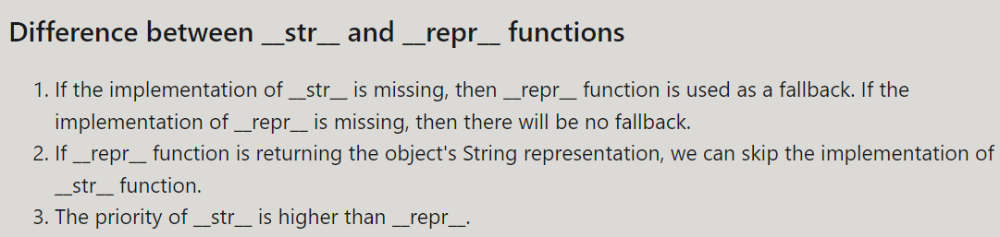 Difference between __str__ and __repr__ functions
1. If the implementation of __str__ is missing, then __repr__ function is used as a fallback. If the
implementation of __repr__ is missing, then there will be no fallback.
2. If __repr__ function is returning the object's String representation, we can skip the implementation of
__str__ function.
3. The priority of __str__ is higher than __repr__.